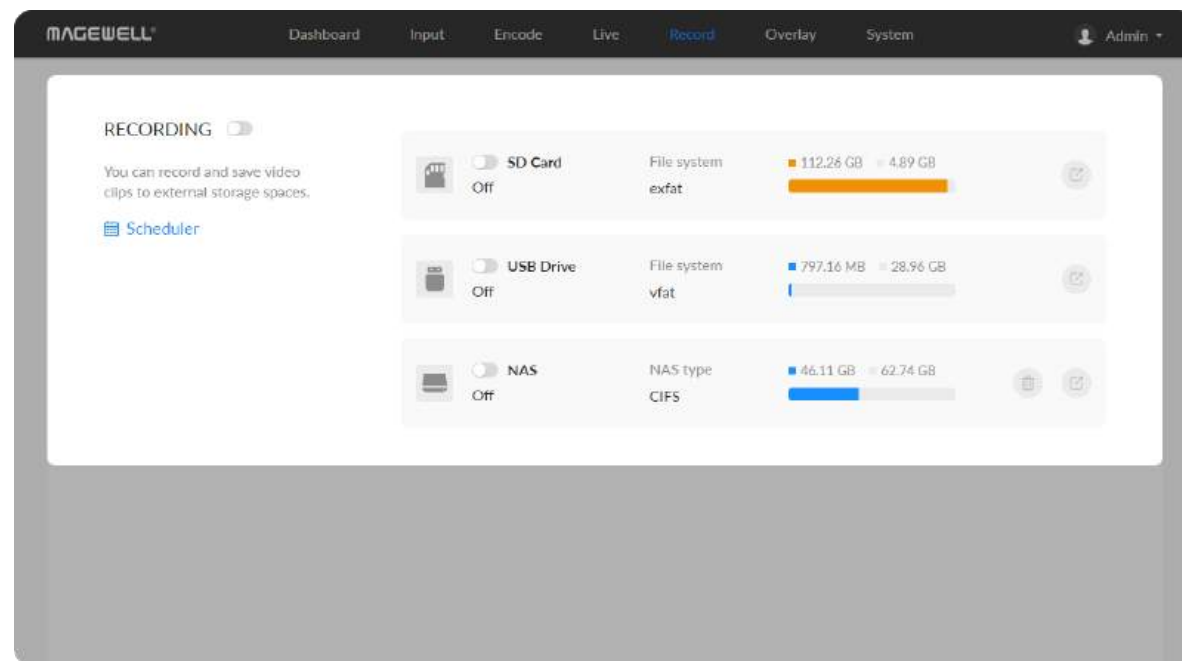 MAGEWELL®
Dashboard Input Encode Live Record Overlay System
Admin
RECORDING
You can record and save video
clips to external storage spaces.
Scheduler
SD Card
Off
File system
exfat
112.26 GB 4.89 GB
USB Drive
Off
File system
vfat
797.16 MB 28.96 GB
NAS
Off
NAS type
CIFS
46.11 GB 62.74 GB